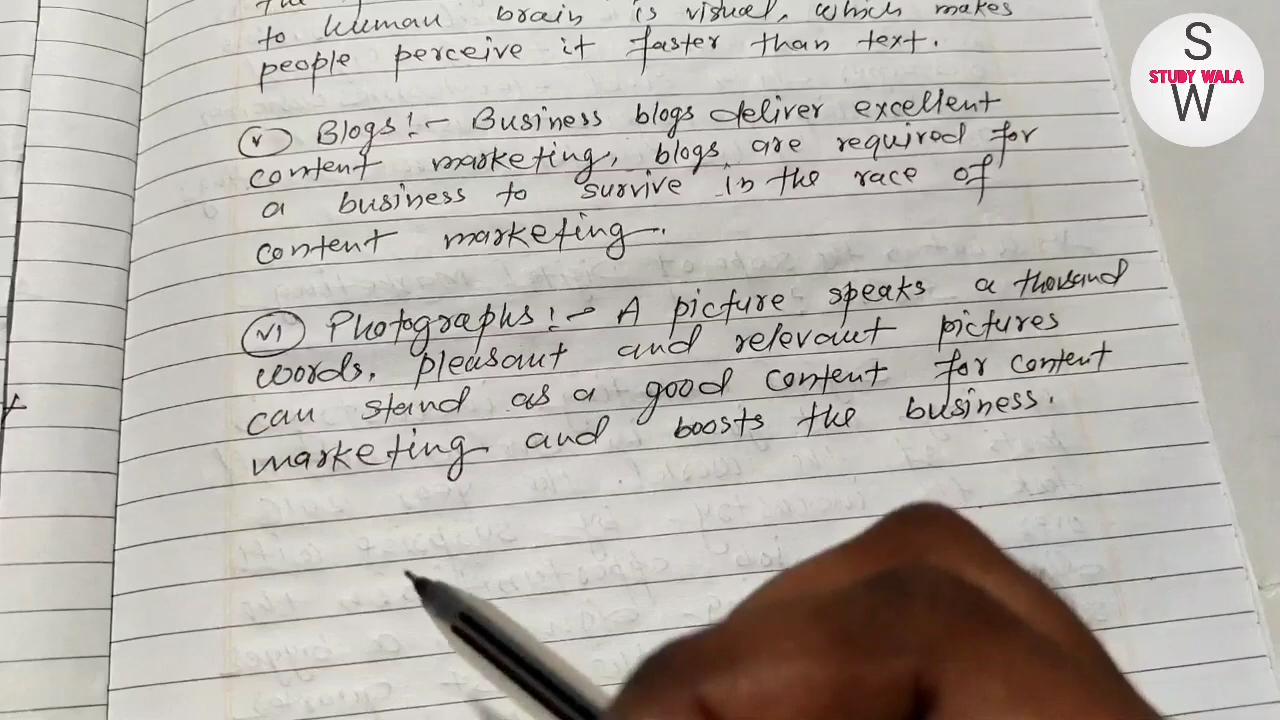 The
to human brain is visual, which makes
people perceive it faster than text.
(v) Blogs:- Business blogs deliver excellent
content marketing, blogs are required for
a business to survive in the race of
content marketing.
(vi) Photographs:- A picture speaks a thousand
words. pleasant and relevant pictures
can stand as a good content for content
marketing and boosts the business.
S
STUDY WALA
W